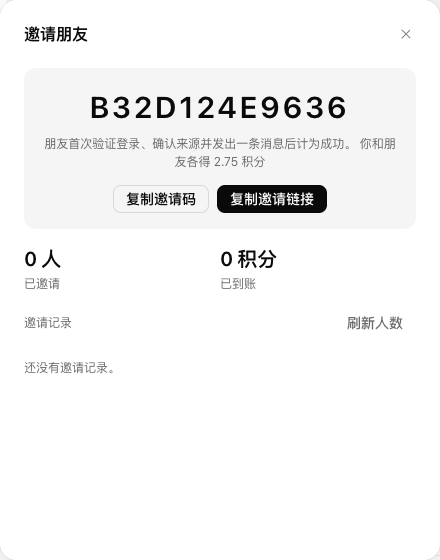 邀请朋友
B32D124E9636
朋友首次验证登录、确认来源并发出一条消息后计为成功。 你和朋
友各得 2.75 积分
复制邀请码 复制邀请链接
0 人 0 积分
已邀请 已到账
邀请记录 刷新人数
还没有邀请记录。